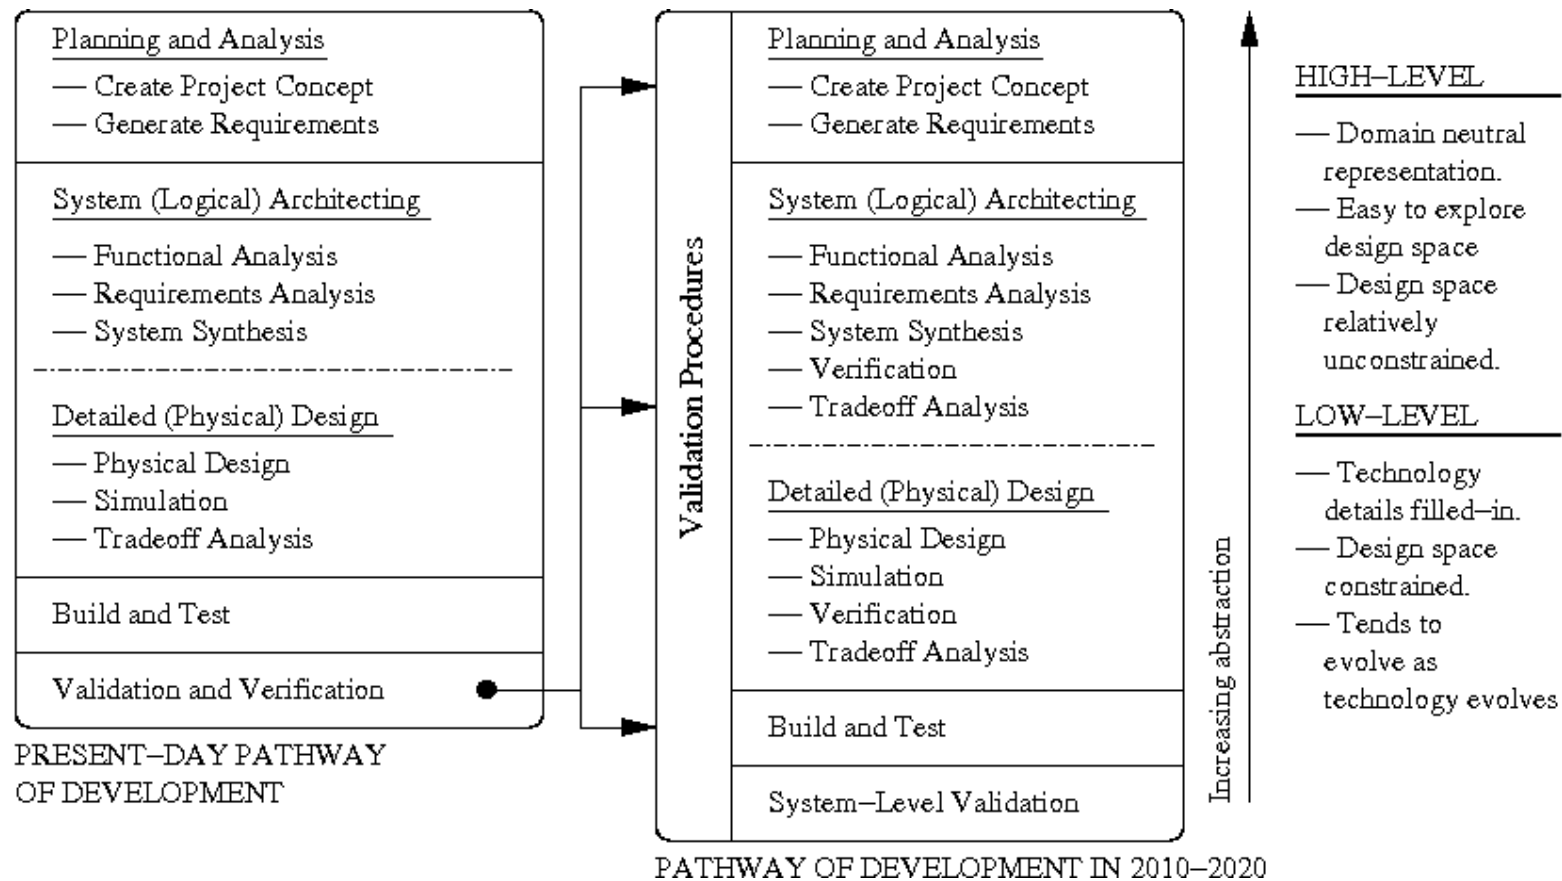 Planning and Analysis
— Create Project Concept
— Generate Requirements
System (Logical) Architecting
— Functional Analysis
— Requirements Analysis
— System Synthesis
Detailed (Physical) Design
— Physical Design
— Simulation
— Tradeoff Analysis
Build and Test
Validation and Verification
PRESENT–DAY PATHWAY
OF DEVELOPMENT
Validation Procedures
Planning and Analysis
— Create Project Concept
— Generate Requirements
System (Logical) Architecting
— Functional Analysis
— Requirements Analysis
— System Synthesis
— Verification
— Tradeoff Analysis
Detailed (Physical) Design
— Physical Design
— Simulation
— Verification
— Tradeoff Analysis
Build and Test
System–Level Validation
PATHWAY OF DEVELOPMENT IN 2010–2020
Increasing abstraction
HIGH–LEVEL
— Domain neutral
representation.
— Easy to explore
design space
— Design space
relatively
unconstrained.
LOW–LEVEL
— Technology
details filled–in.
— Design space
constrained.
— Tends to
evolve as
technology evolves